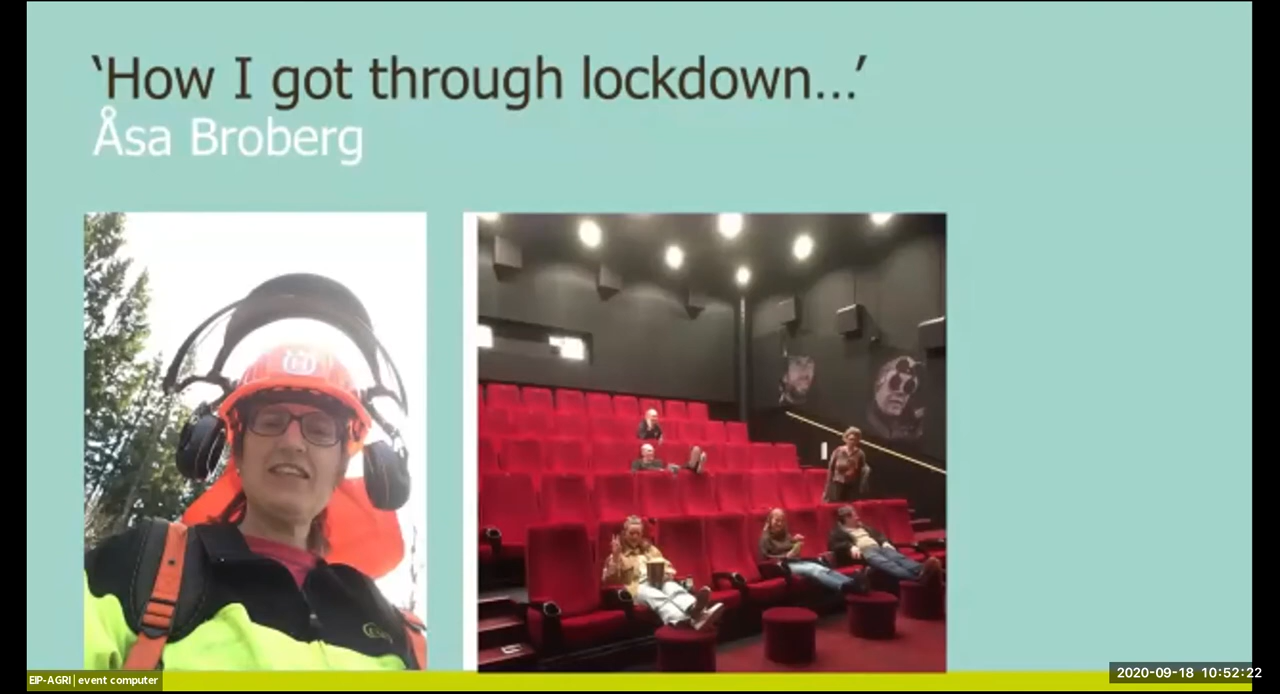 ‘How I got through lockdown...’
Åsa Broberg
EIP-AGRI | event computer
2020-09-18 10:52:22